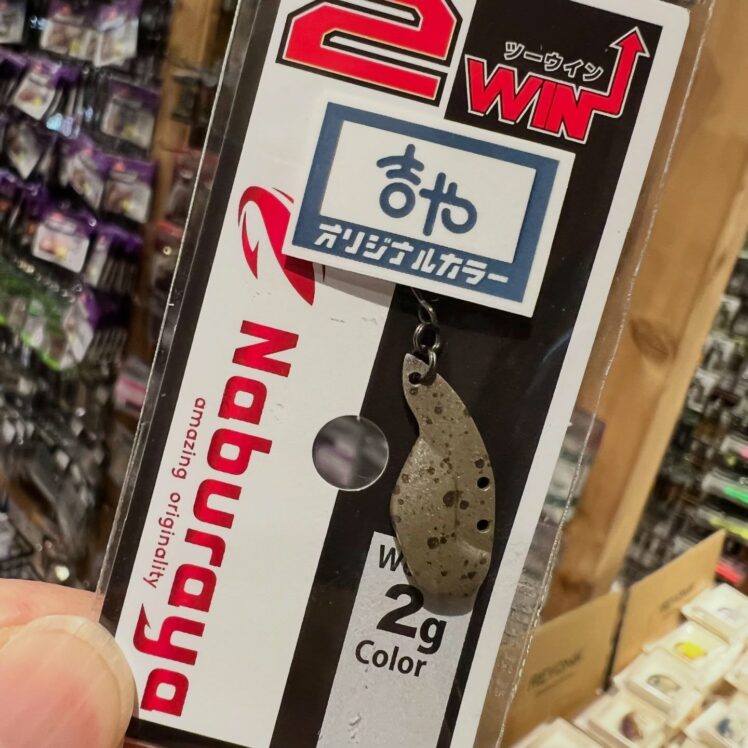 2
ツーウイン
WIN
吉や
オリジナルカラー
Naburaya
amazing originality
2g
Color